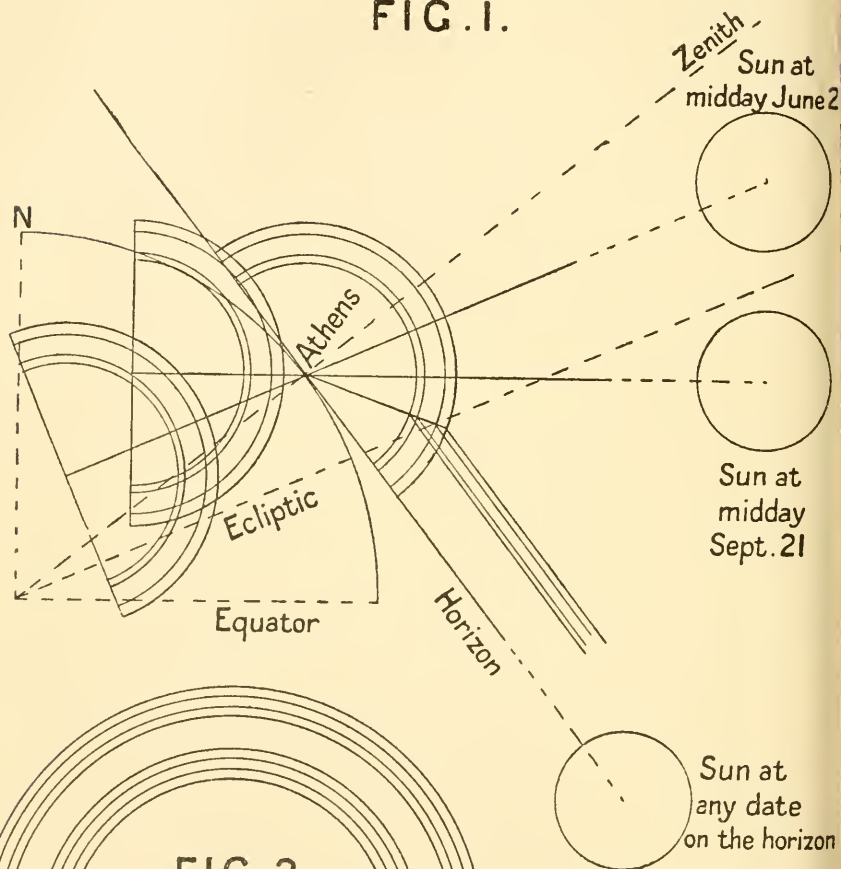 FIG.1.
Zenith
Sun at
midday June 2
N
Athens
Sun at
midday
Sept. 21
Ecliptic
Equator
Horizon
Sun at
any date
on the horizon
FIG. 2